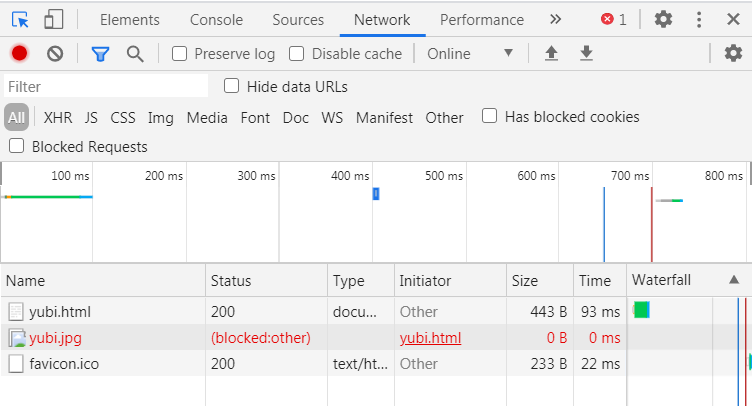 Elements Console Sources Network Performance » 1
Preserve log Disable cache Online
Filter Hide data URLs
All XHR JS CSS Img Media Font Doc WS Manifest Other Has blocked cookies
Blocked Requests
100 ms 200 ms 300 ms 400 ms 500 ms 600 ms 700 ms 800 ms
Name Status Type Initiator Size Time Waterfall
yubi.html 200 docu... Other 443 B 93 ms
yubi.jpg (blocked:other) yubi.html 0 B 0 ms
favicon.ico 200 text/ht... Other 233 B 22 ms